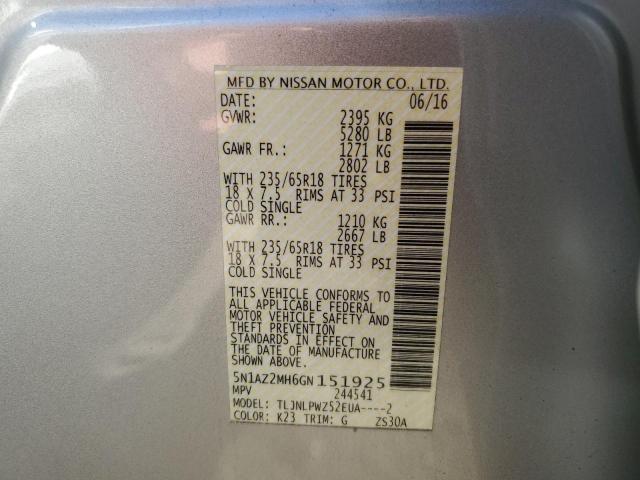 MFD BY NISSAN MOTOR CO., LTD.
DATE: 06/16
GVWR: 2395 KG
5280 LB
GAWR FR.: 1271 KG
2802 LB
WITH 235/65R18 TIRES
18 X 7.5 RIMS AT 33 PSI
COLD SINGLE
GAWR RR.: 1210 KG
2667 LB
WITH 235/65R18 TIRES
18 X 7.5 RIMS AT 33 PSI
COLD SINGLE
THIS VEHICLE CONFORMS TO
ALL APPLICABLE FEDERAL
MOTOR VEHICLE SAFETY AND
THEFT PREVENTION
STANDARDS IN EFFECT ON
THE DATE OF MANUFACTURE
SHOWN ABOVE.
5N1AZ2MH6GN151925
MPV 244541
MODEL: TLJNLPWZ52EUA----2
COLOR: K23 TRIM: G ZS30A